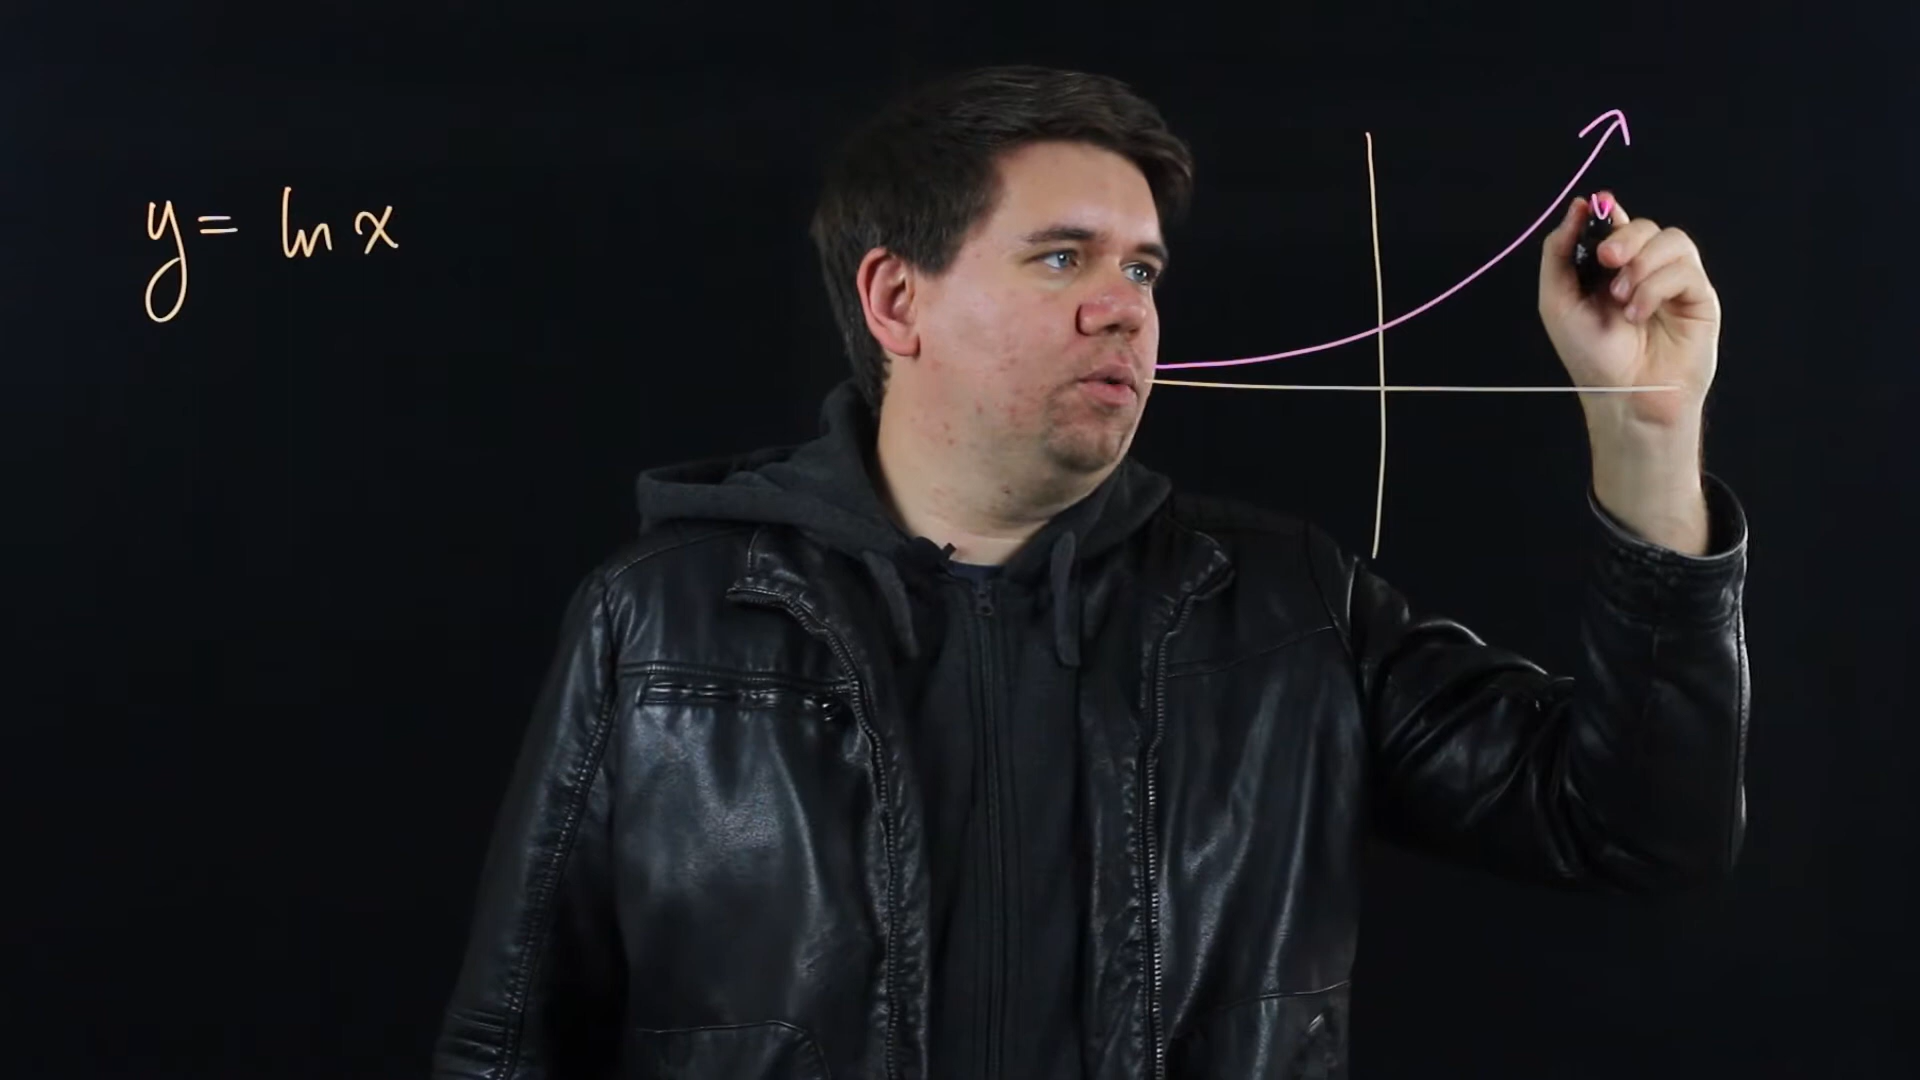 y = ln x